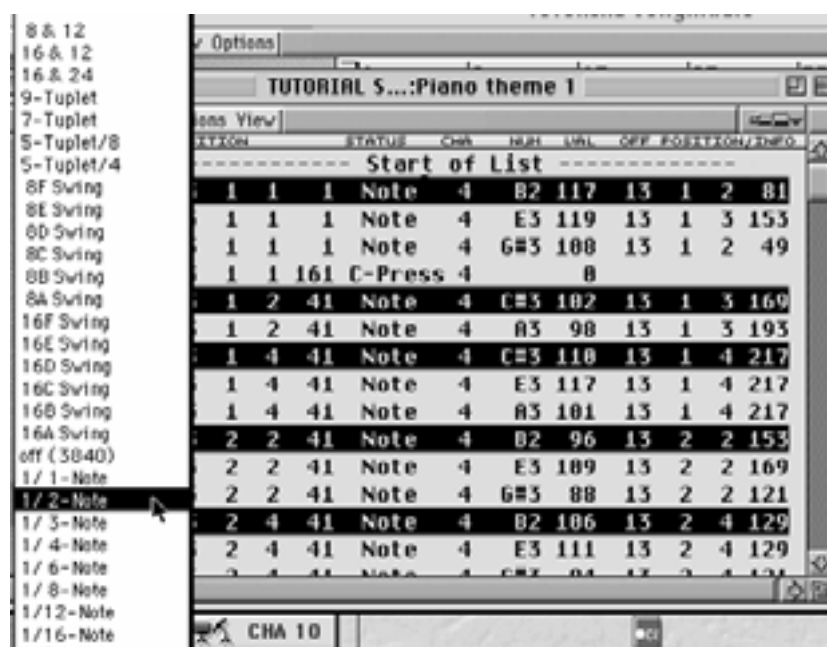 8 & 12
16 & 12
16 & 24
9-Tuplet
7-Tuplet
5-Tuplet/8
5-Tuplet/4
8F Swing
8E Swing
8D Swing
8C Swing
8B Swing
8A Swing
16F Swing
16E Swing
16D Swing
16C Swing
16B Swing
16A Swing
off (3840)
1/ 1-Note
1/ 2-Note
1/ 3-Note
1/ 4-Note
1/ 6-Note
1/ 8-Note
1/12-Note
1/16-Note
Options
TUTORIAL S...:Piano theme 1
View
STATUS CHA NUM VAL OFF POSITION/INFO
Start of List
1 1 1 Note 4 B2 117 13 1 2 81
1 1 1 Note 4 E3 119 13 1 3 153
1 1 1 Note 4 G#3 108 13 1 2 49
1 1 161 C-Press 4 0
1 2 41 Note 4 C#3 102 13 1 3 169
1 2 41 Note 4 A3 98 13 1 3 193
1 4 41 Note 4 C#3 110 13 1 4 217
1 4 41 Note 4 E3 117 13 1 4 217
1 4 41 Note 4 A3 101 13 1 4 217
2 2 41 Note 4 B2 96 13 2 2 153
2 2 41 Note 4 E3 109 13 2 2 169
2 2 41 Note 4 G#3 88 13 2 2 121
2 4 41 Note 4 B2 106 13 2 4 129
2 4 41 Note 4 E3 111 13 2 4 129
CHA 10